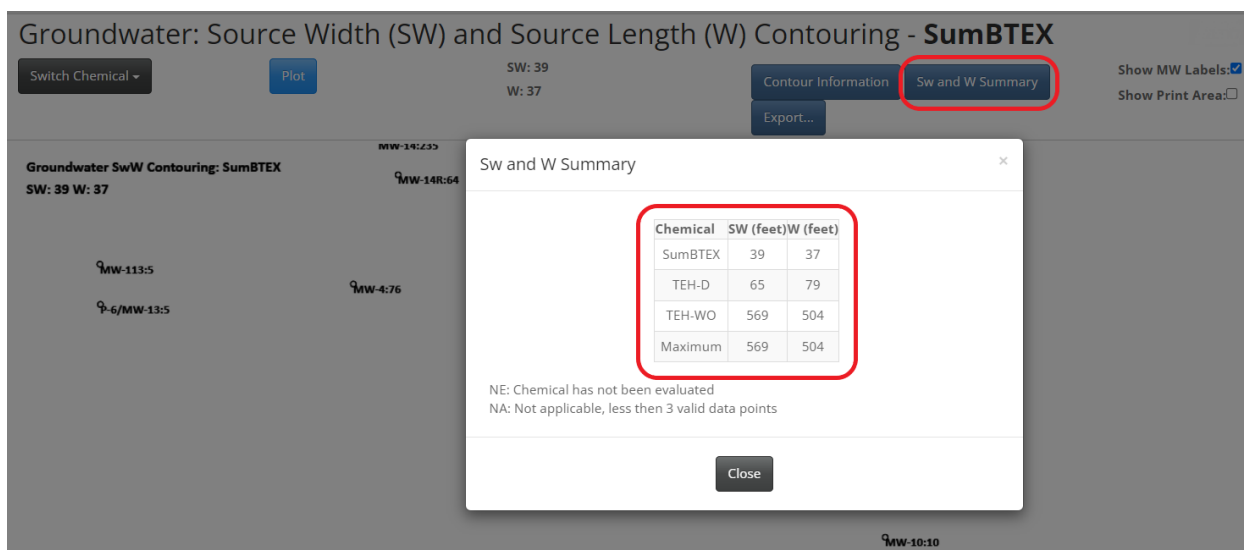 Groundwater: Source Width (SW) and Source Length (W) Contouring - SumBTEX
Switch Chemical
Plot
SW: 39
W: 37
Contour Information
Sw and W Summary
Export...
Show MW Labels:
Show Print Area:
Groundwater SwW Contouring: SumBTEX
SW: 39 W: 37
MW-14:235
MW-14R:64
MW-113:5
MW-4:76
P-6/MW-13:5
Sw and W Summary
×
Chemical SW (feet) W (feet)
SumBTEX 39 37
TEH-D 65 79
TEH-WO 569 504
Maximum 569 504
NE: Chemical has not been evaluated
NA: Not applicable, less then 3 valid data points
Close
MW-10:10